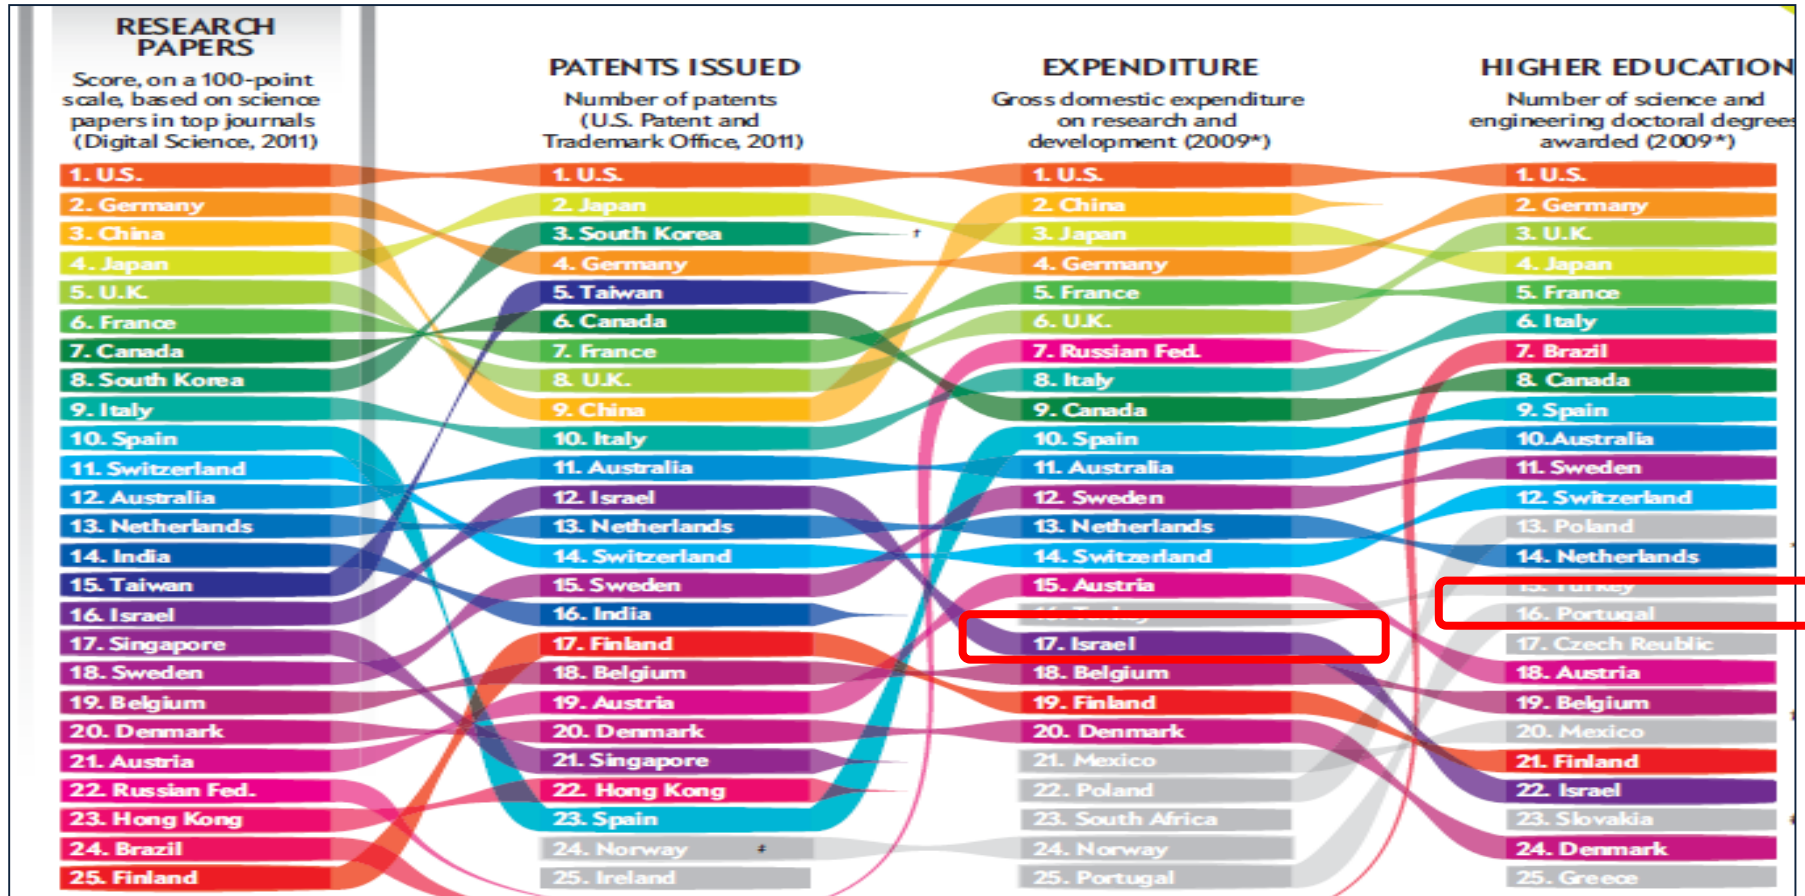 RESEARCH
PAPERS
Score, on a 100-point
scale, based on science
papers in top journals
(Digital Science, 2011)
1. U.S.
2. Germany
3. China
4. Japan
5. U.K.
6. France
7. Canada
8. South Korea
9. Italy
10. Spain
11. Switzerland
12. Australia
13. Netherlands
14. India
15. Taiwan
16. Israel
17. Singapore
18. Sweden
19. Belgium
20. Denmark
21. Austria
22. Russian Fed.
23. Hong Kong
24. Brazil
25. Finland
PATENTS ISSUED
Number of patents
(U.S. Patent and
Trademark Office, 2011)
1. U.S.
2. Japan
3. South Korea
4. Germany
5. Taiwan
6. Canada
7. France
8. U.K.
9. China
10. Italy
11. Australia
12. Israel
13. Netherlands
14. Switzerland
15. Sweden
16. India
17. Finland
18. Belgium
19. Austria
20. Denmark
21. Singapore
22. Hong Kong
23. Spain
24. Norway
25. Ireland
EXPENDITURE
Gross domestic expenditure
on research and
development (2009*)
1. U.S.
2. China
3. Japan
4. Germany
5. France
6. U.K.
7. Russian Fed.
8. Italy
9. Canada
10. Spain
11. Australia
12. Sweden
13. Netherlands
14. Switzerland
15. Austria
16. Turkey
17. Israel
18. Belgium
19. Finland
20. Denmark
21. Mexico
22. Poland
23. South Africa
24. Norway
25. Portugal
HIGHER EDUCATION
Number of science and
engineering doctoral degrees
awarded (2009*)
1. U.S.
2. Germany
3. U.K.
4. Japan
5. France
6. Italy
7. Brazil
8. Canada
9. Spain
10.Australia
11. Sweden
12. Switzerland
13. Poland
14. Netherlands
15. Turkey
16. Portugal
17. Czech Reublic
18. Austria
19. Belgium
20. Mexico
21. Finland
22. Israel
23. Slovakia
24. Denmark
25. Greece